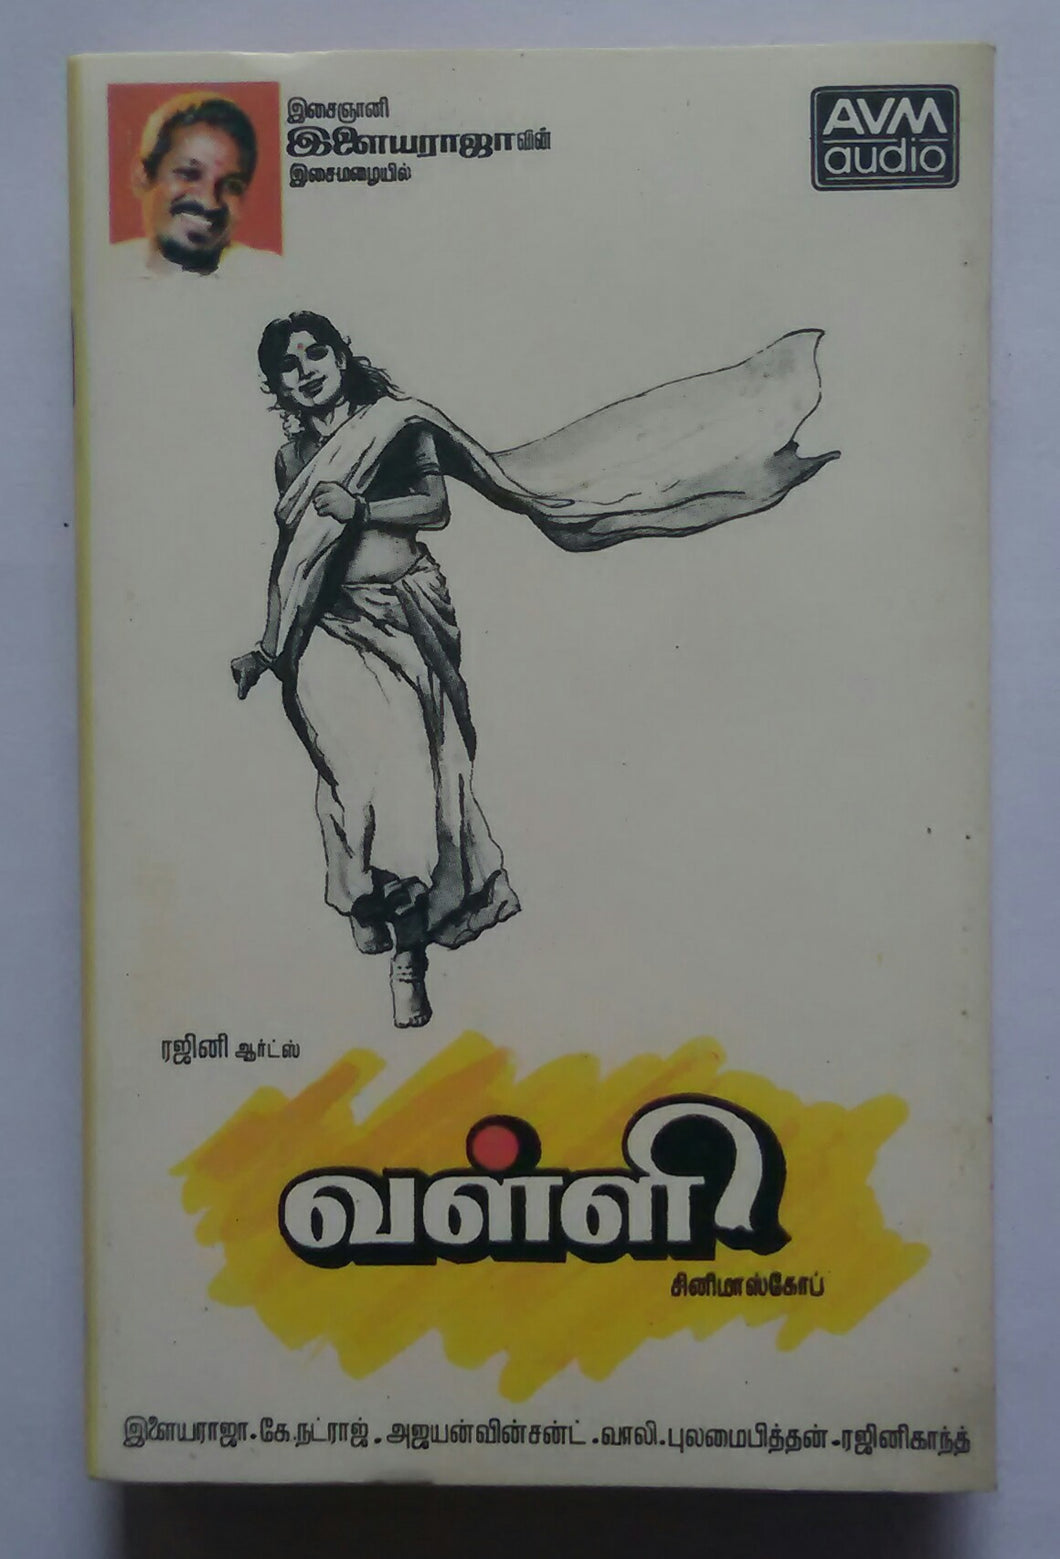 இசைஞானி
இளையராஜாவின்
இசைமழையில்
AVM
audio
ரஜினி ஆர்ட்ஸ்
வள்ளி
சினிமாஸ்கோப்
இளையராஜா.கே.நட்ராஜ்.அஜயன்வின்சன்ட்.வாலி.புலமைபித்தன்.ரஜினிகாந்த்